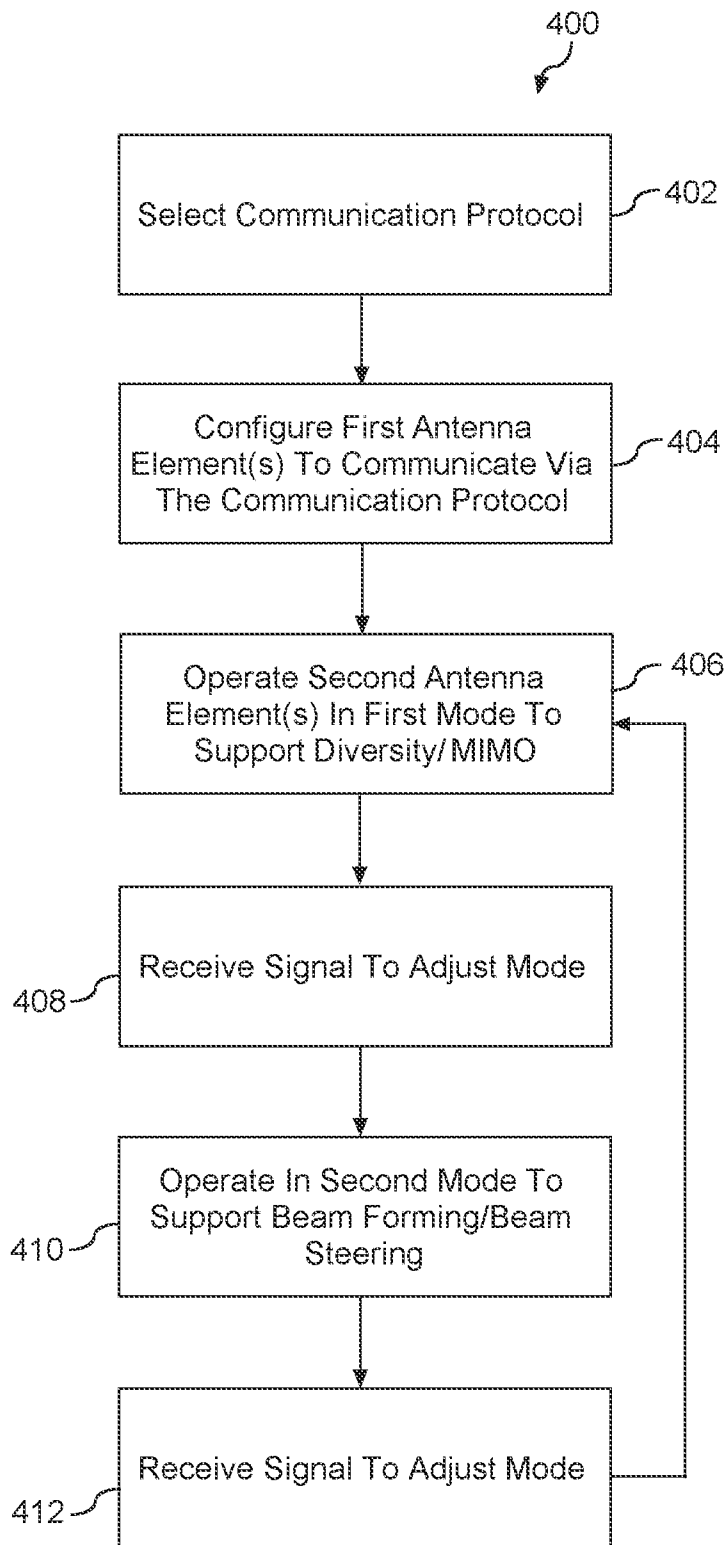 400
Select Communication Protocol
402
Configure First Antenna
Element(s) To Communicate Via
The Communication Protocol
404
Operate Second Antenna
Element(s) In First Mode To
Support Diversity/MIMO
406
Receive Signal To Adjust Mode
408
Operate In Second Mode To
Support Beam Forming/Beam
Steering
410
Receive Signal To Adjust Mode
412